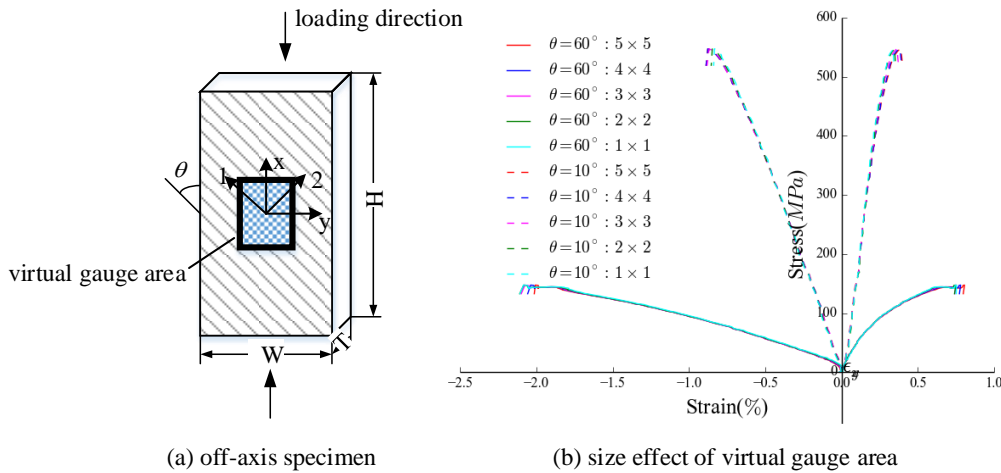 loading direction
θ
1
x
2
y
H
virtual gauge area
W
T
(a) off-axis specimen
600
500
400
300
200
100
0
Stress(MPa)
θ=60° : 5 × 5
θ=60° : 4 × 4
θ=60° : 3 × 3
θ=60° : 2 × 2
θ=60° : 1 × 1
θ=10° : 5 × 5
θ=10° : 4 × 4
θ=10° : 3 × 3
θ=10° : 2 × 2
θ=10° : 1 × 1
−2.5 −2.0 −1.5 −1.0 −0.5 0.0 0.5 1.0
Strain(%)
(b) size effect of virtual gauge area